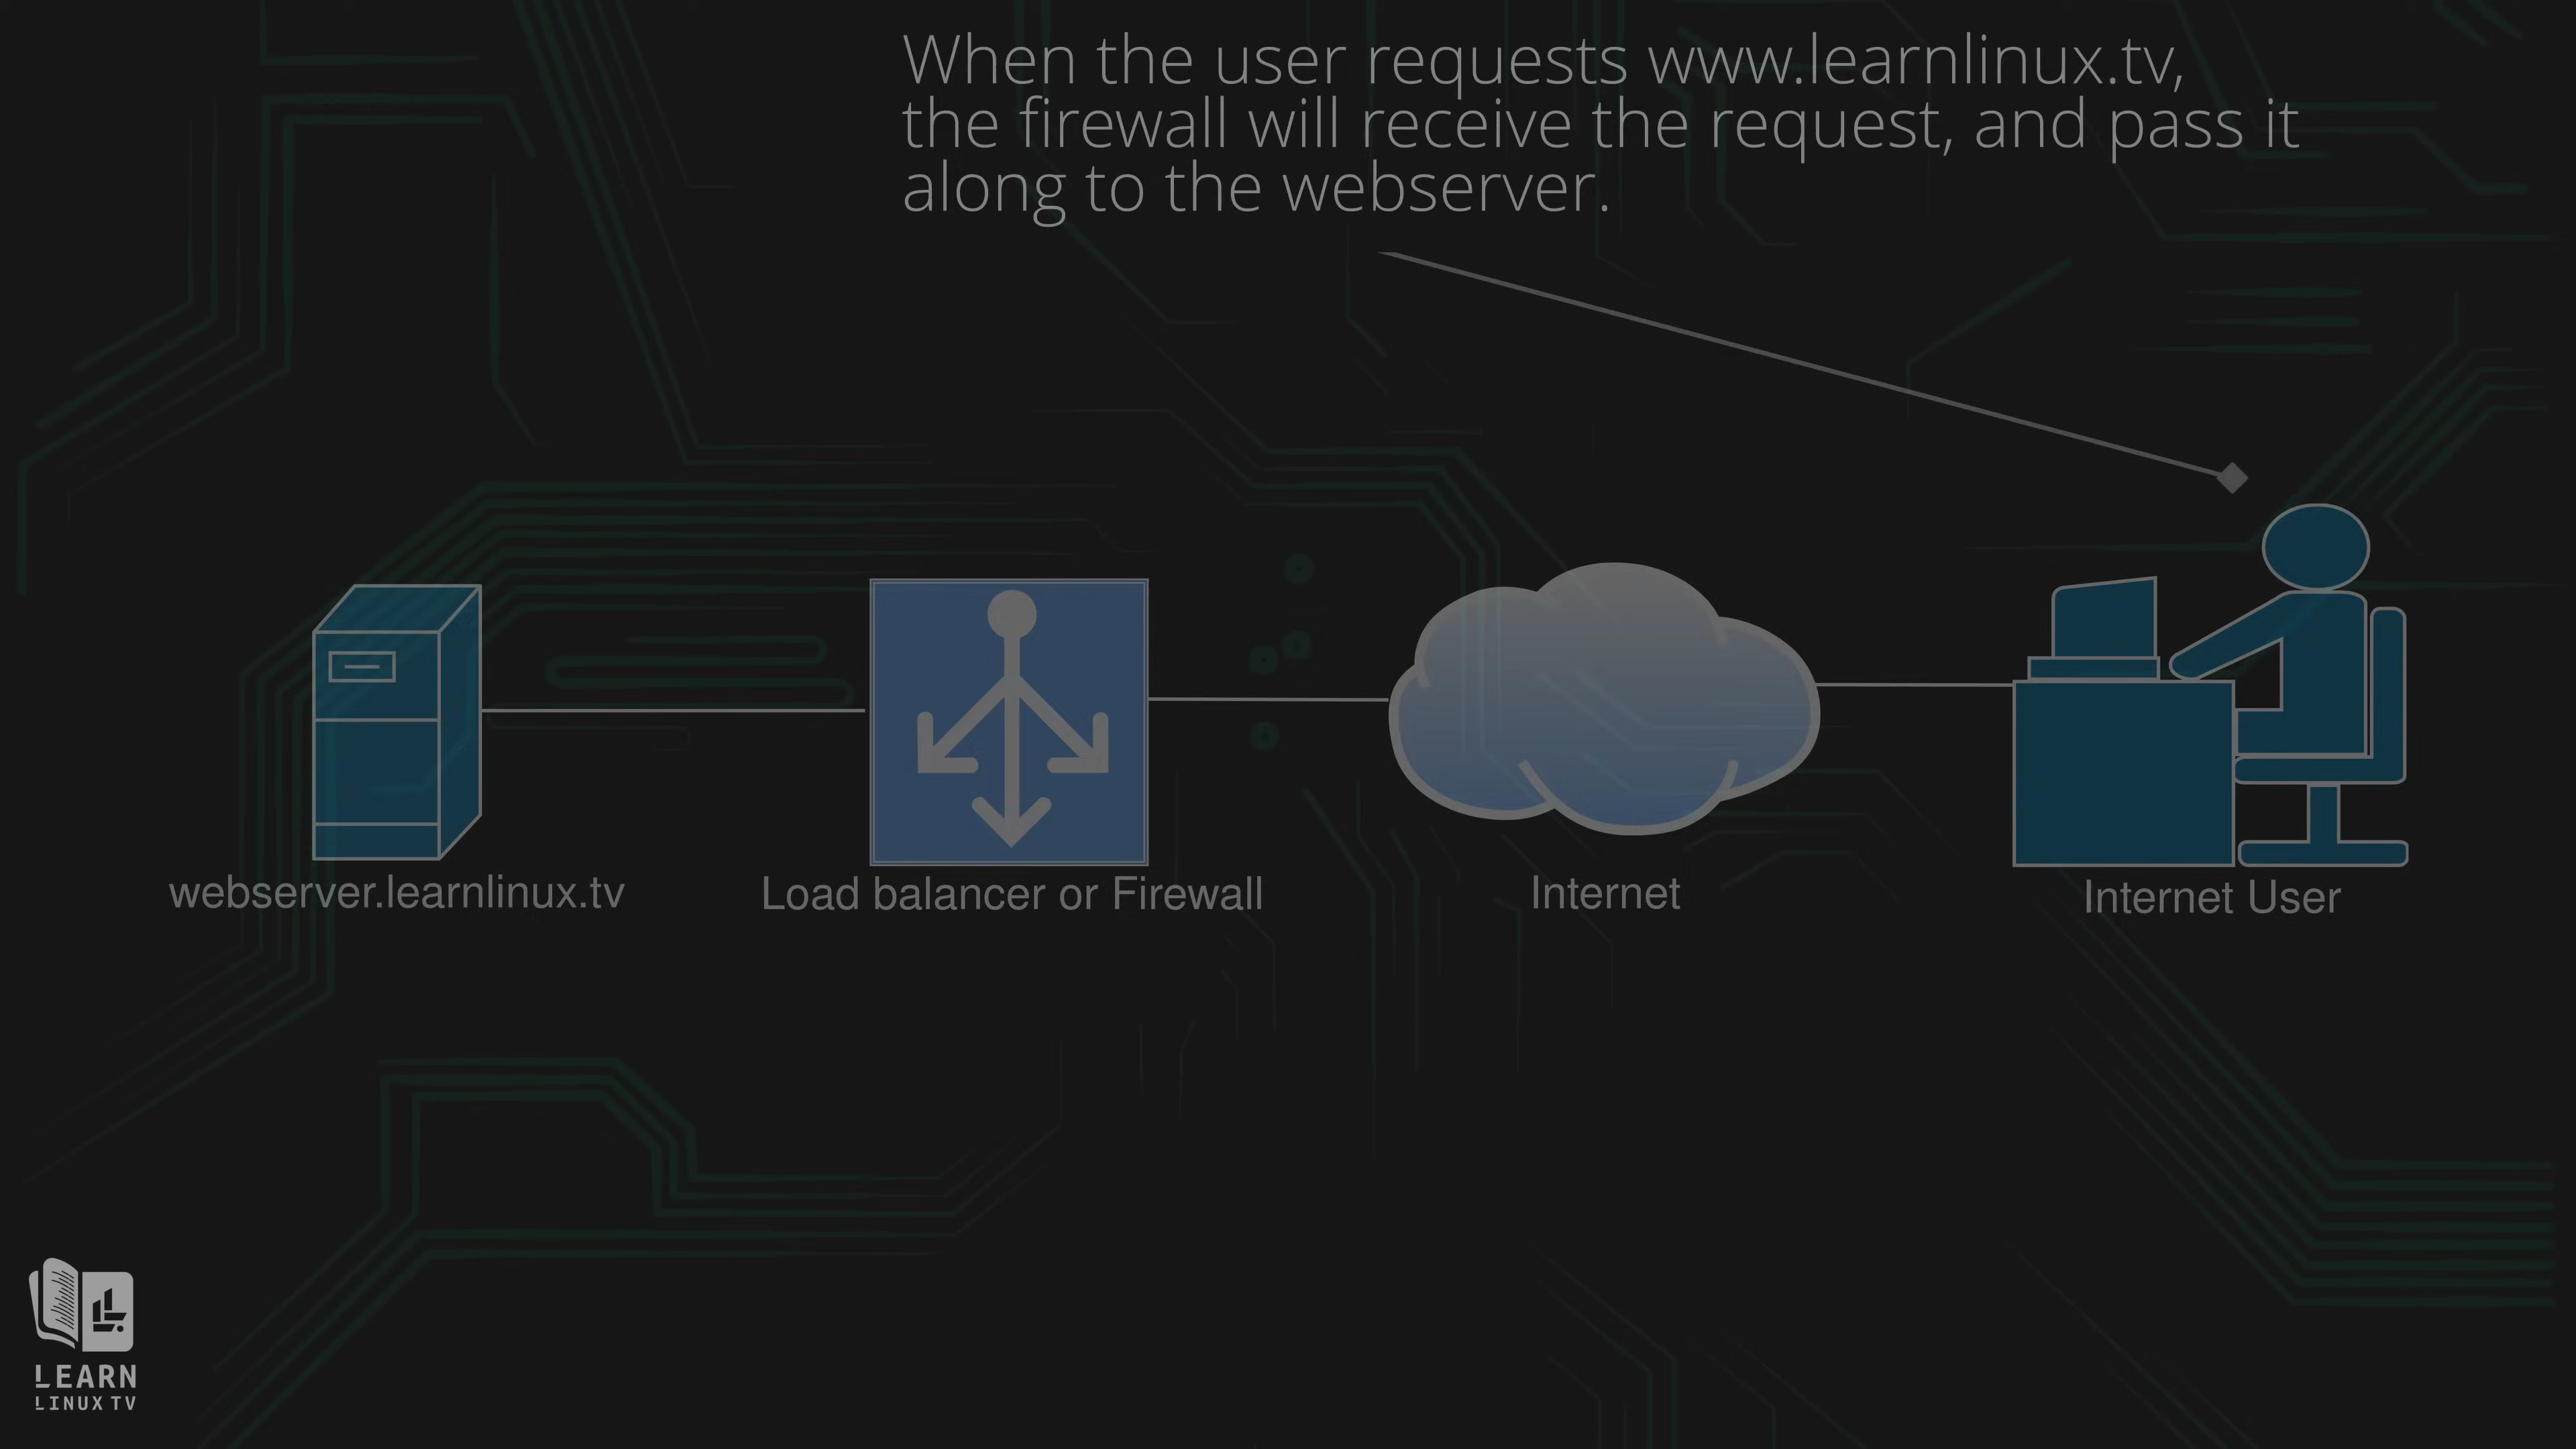 When the user requests www.learnlinux.tv,
the firewall will receive the request, and pass it
along to the webserver.
webserver.learnlinux.tv
Load balancer or Firewall
Internet
Internet User
LEARN
LINUX TV